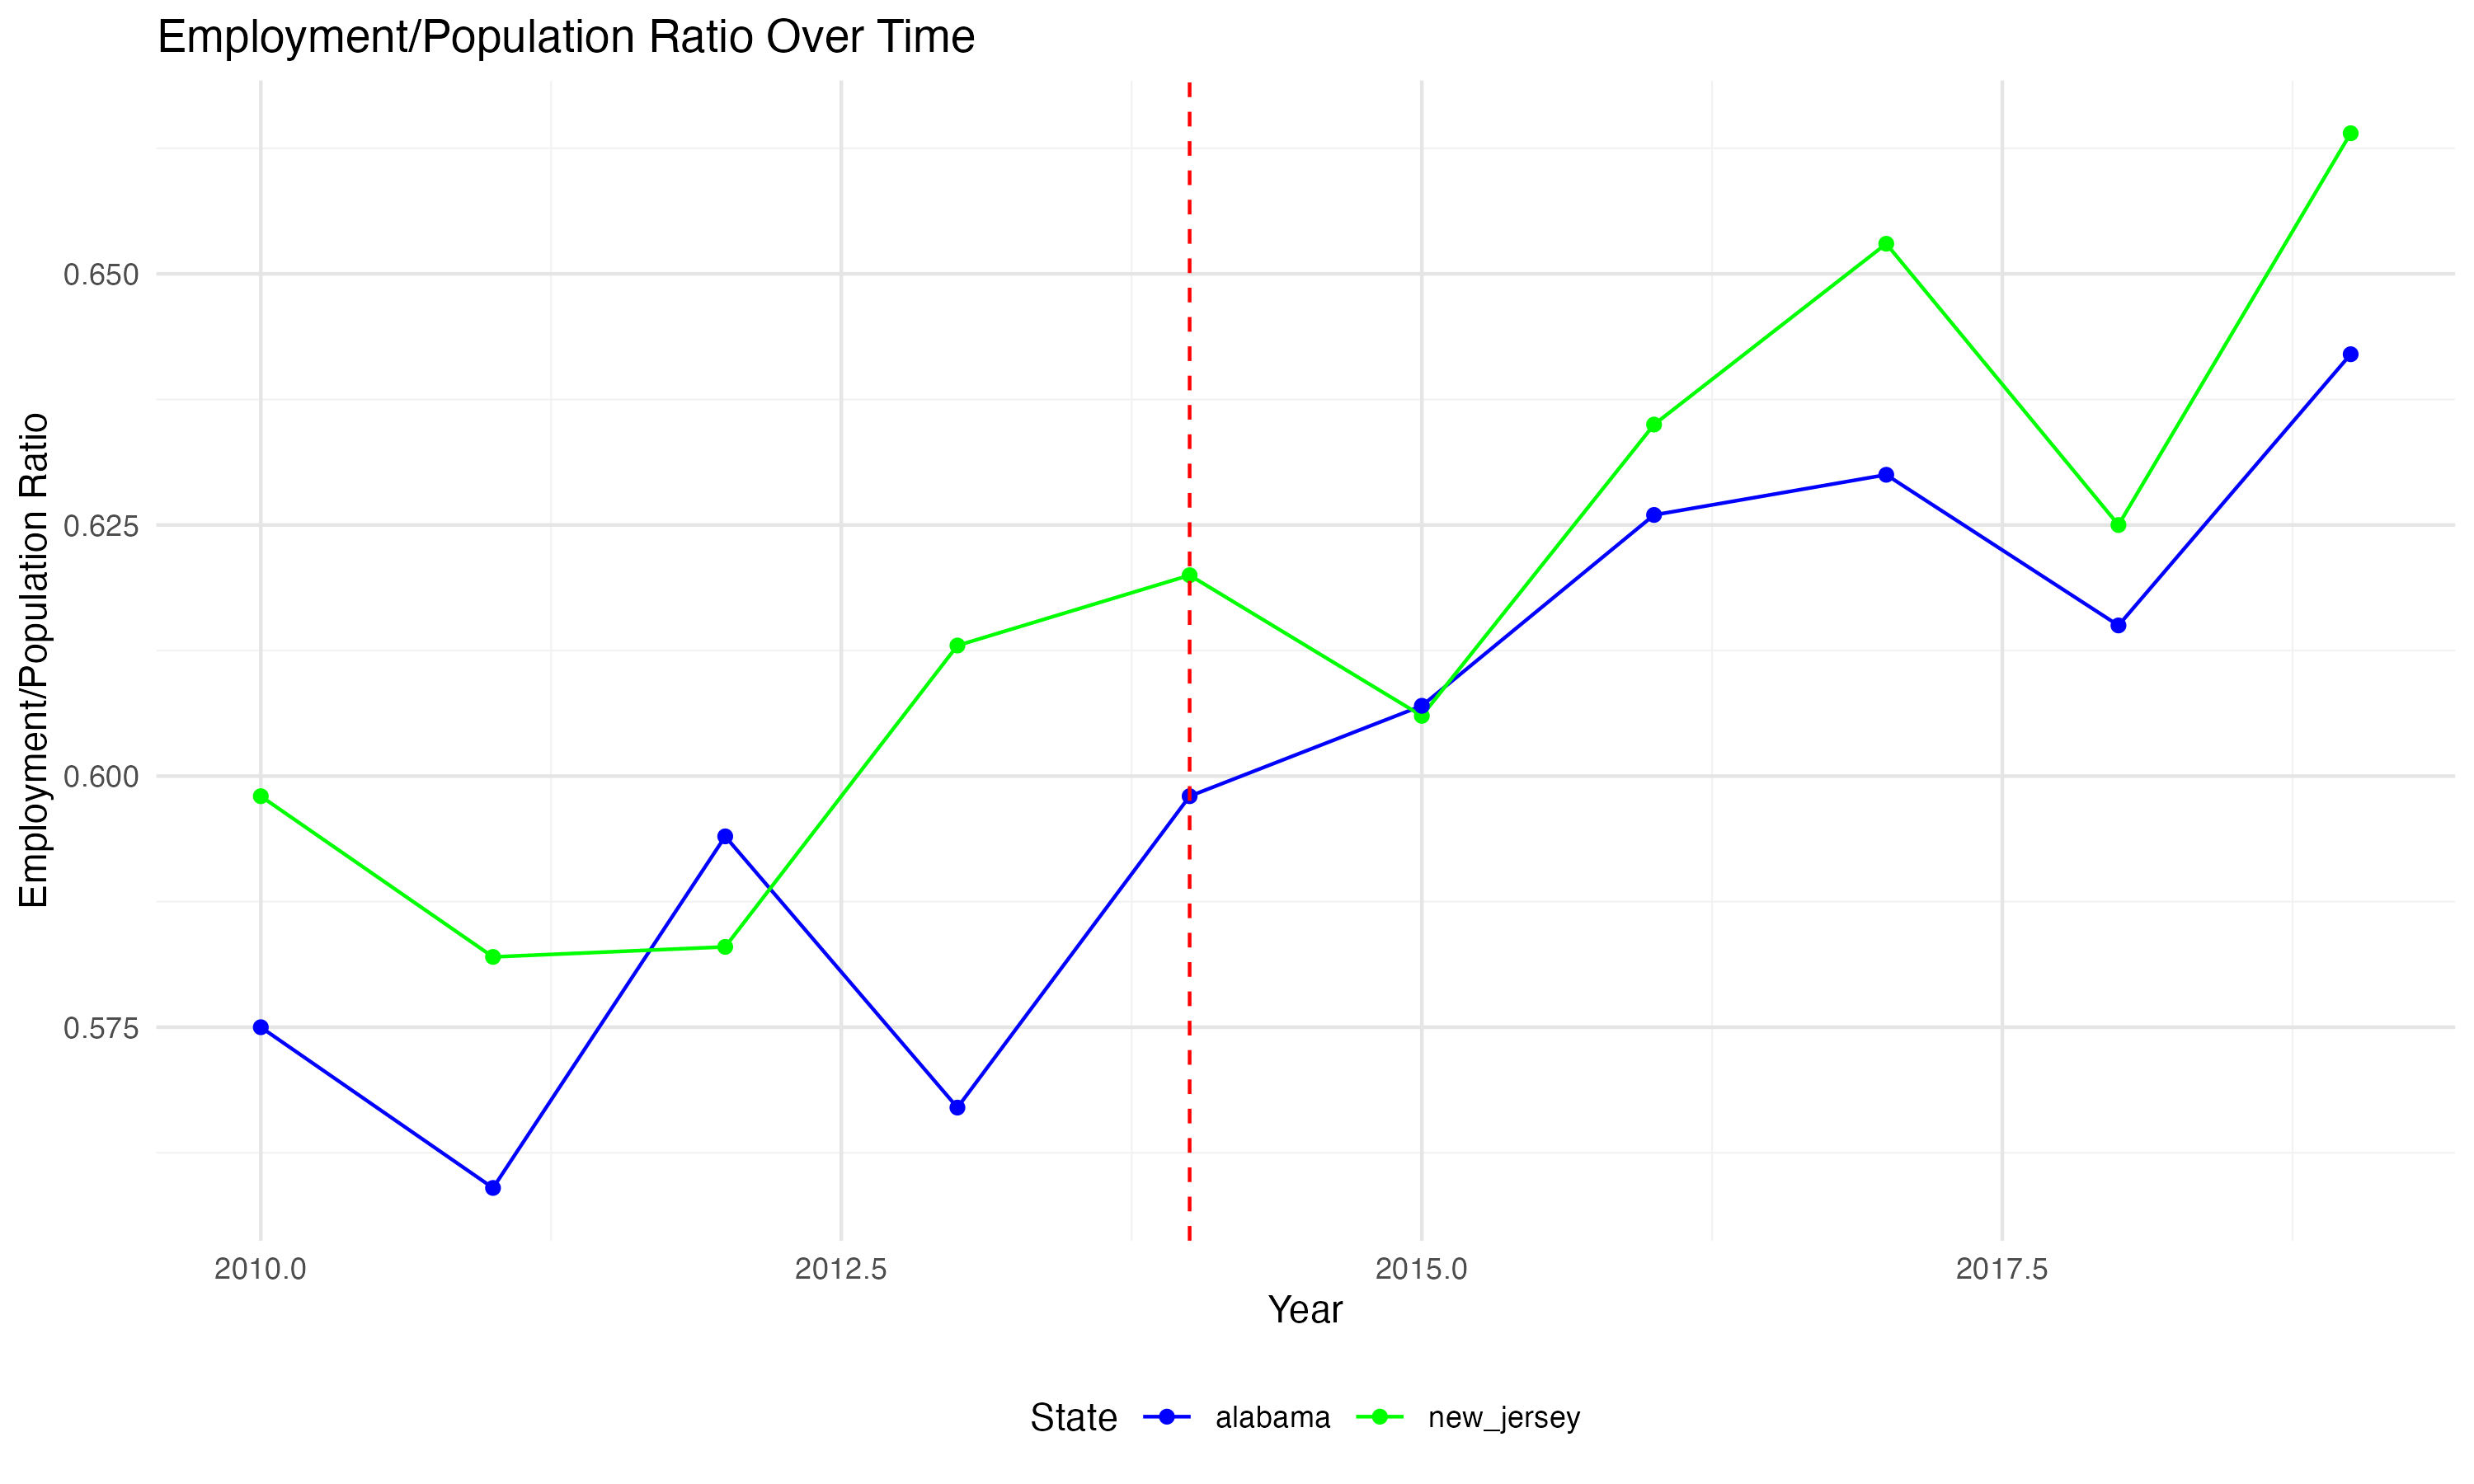 Employment/Population Ratio Over Time
Employment/Population Ratio
0.650
0.625
0.600
0.575
2010.0 2012.5 2015.0 2017.5
Year
State alabama new_jersey